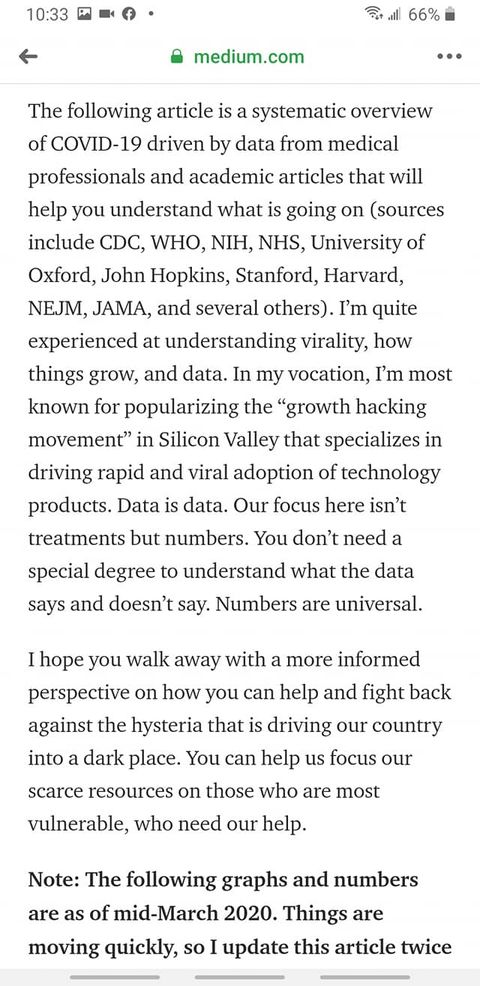 10:33
66%
medium.com
The following article is a systematic overview
of COVID-19 driven by data from medical
professionals and academic articles that will
help you understand what is going on (sources
include CDC, WHO, NIH, NHS, University of
Oxford, John Hopkins, Stanford, Harvard,
NEJM, JAMA, and several others). I’m quite
experienced at understanding virality, how
things grow, and data. In my vocation, I’m most
known for popularizing the “growth hacking
movement” in Silicon Valley that specializes in
driving rapid and viral adoption of technology
products. Data is data. Our focus here isn’t
treatments but numbers. You don’t need a
special degree to understand what the data
says and doesn’t say. Numbers are universal.
I hope you walk away with a more informed
perspective on how you can help and fight back
against the hysteria that is driving our country
into a dark place. You can help us focus our
scarce resources on those who are most
vulnerable, who need our help.
Note: The following graphs and numbers
are as of mid-March 2020. Things are
moving quickly, so I update this article twice